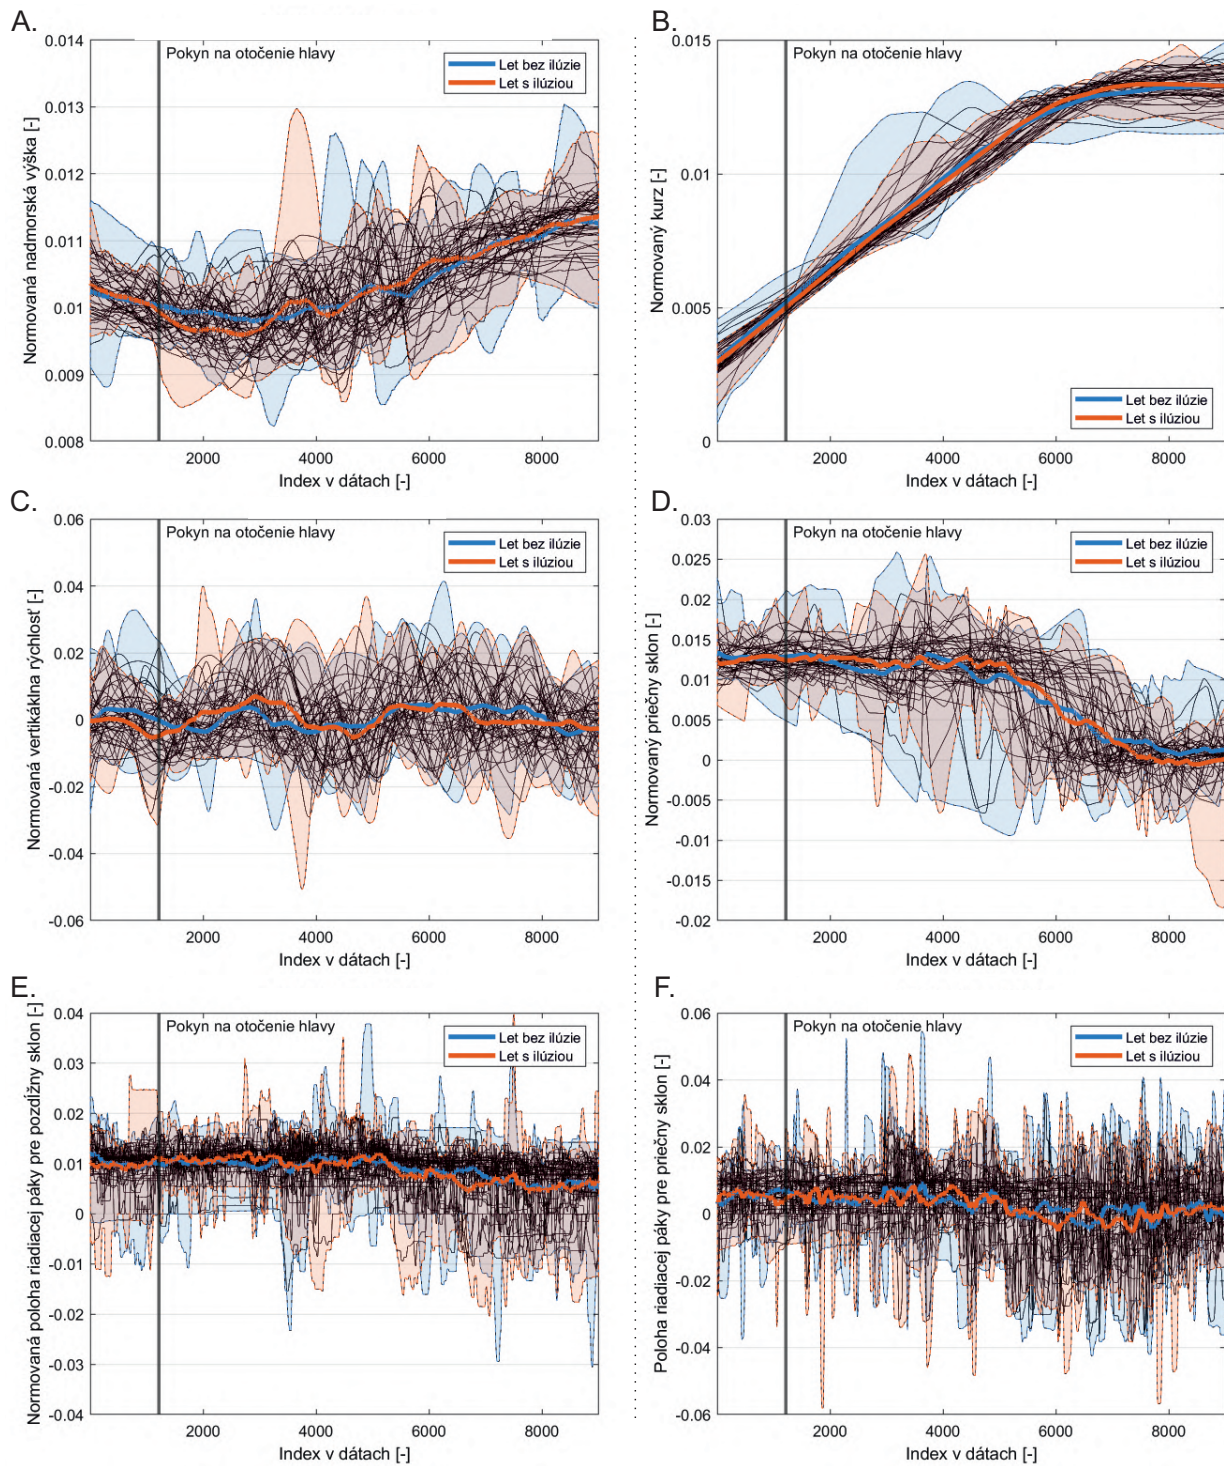 A.
Normovaná nadmorská výška [-]
0.014
0.013
0.012
0.011
0.01
0.009
0.008
Pokyn na otočenie hlavy
Let bez ilúzie
Let s ilúziou
2000
4000
6000
8000
Index v dátach [-]
B.
Normovaný kurz [-]
0.015
0.01
0.005
0
Pokyn na otočenie hlavy
Let bez ilúzie
Let s ilúziou
2000
4000
6000
8000
Index v dátach [-]
C.
Normovaná vertikáklna rýchlosť [-]
0.06
0.04
0.02
0
-0.02
-0.04
-0.06
Pokyn na otočenie hlavy
Let bez ilúzie
Let s ilúziou
2000
4000
6000
8000
Index v dátach [-]
D.
Normovany priečny sklon [-]
0.03
0.025
0.02
0.015
0.01
0.005
0
-0.005
-0.01
-0.015
-0.02
Pokyn na otočenie hlavy
Let bez ilúzie
Let s ilúziou
2000
4000
6000
8000
Index v dátach [-]
E.
Normovaná poloha riadiacej páky pre pozdĺžny sklon [-]
0.04
0.03
0.02
0.01
0
-0.01
-0.02
-0.03
-0.04
Pokyn na otočenie hlavy
Let bez ilúzie
Let s ilúziou
2000
4000
6000
8000
Index v dátach [-]
F.
Poloha riadiacej páky pre priečny sklon [-]
0.06
0.04
0.02
0
-0.02
-0.04
-0.06
Pokyn na otočenie hlavy
Let bez ilúzie
Let s ilúziou
2000
4000
6000
8000
Index v dátach [-]